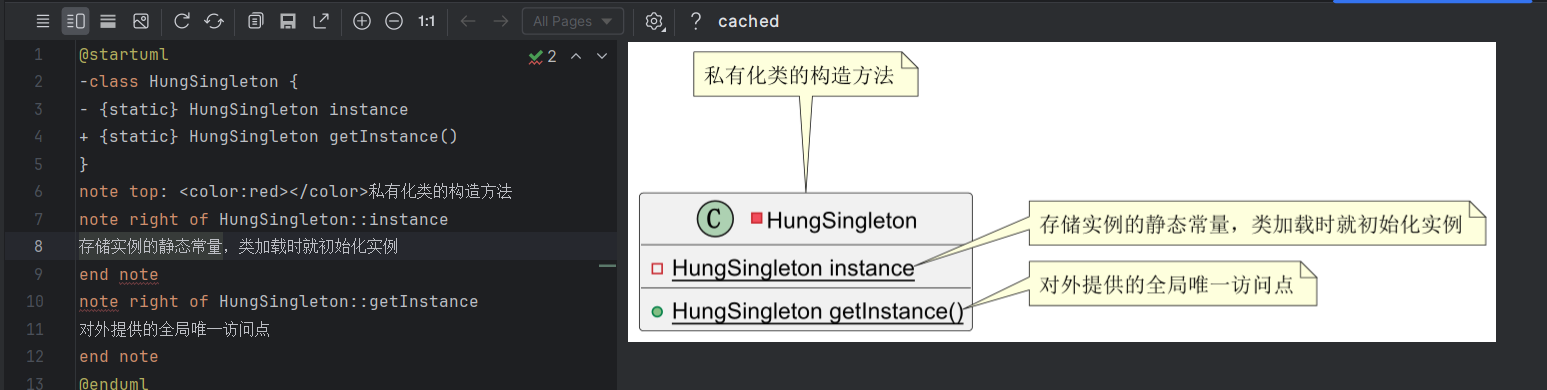 1:1 All Pages ? cached
1 @startuml
2 -class HungSingleton {
3 - {static} HungSingleton instance
4 + {static} HungSingleton getInstance()
5 }
6 note top: <color:red></color>私有化类的构造方法
7 note right of HungSingleton::instance
8 存储实例的静态常量，类加载时就初始化实例
9 end note
10 note right of HungSingleton::getInstance
11 对外提供的全局唯一访问点
12 end note
13 @enduml
2
私有化类的构造方法
C HungSingleton
HungSingleton instance
HungSingleton getInstance()
存储实例的静态常量，类加载时就初始化实例
对外提供的全局唯一访问点